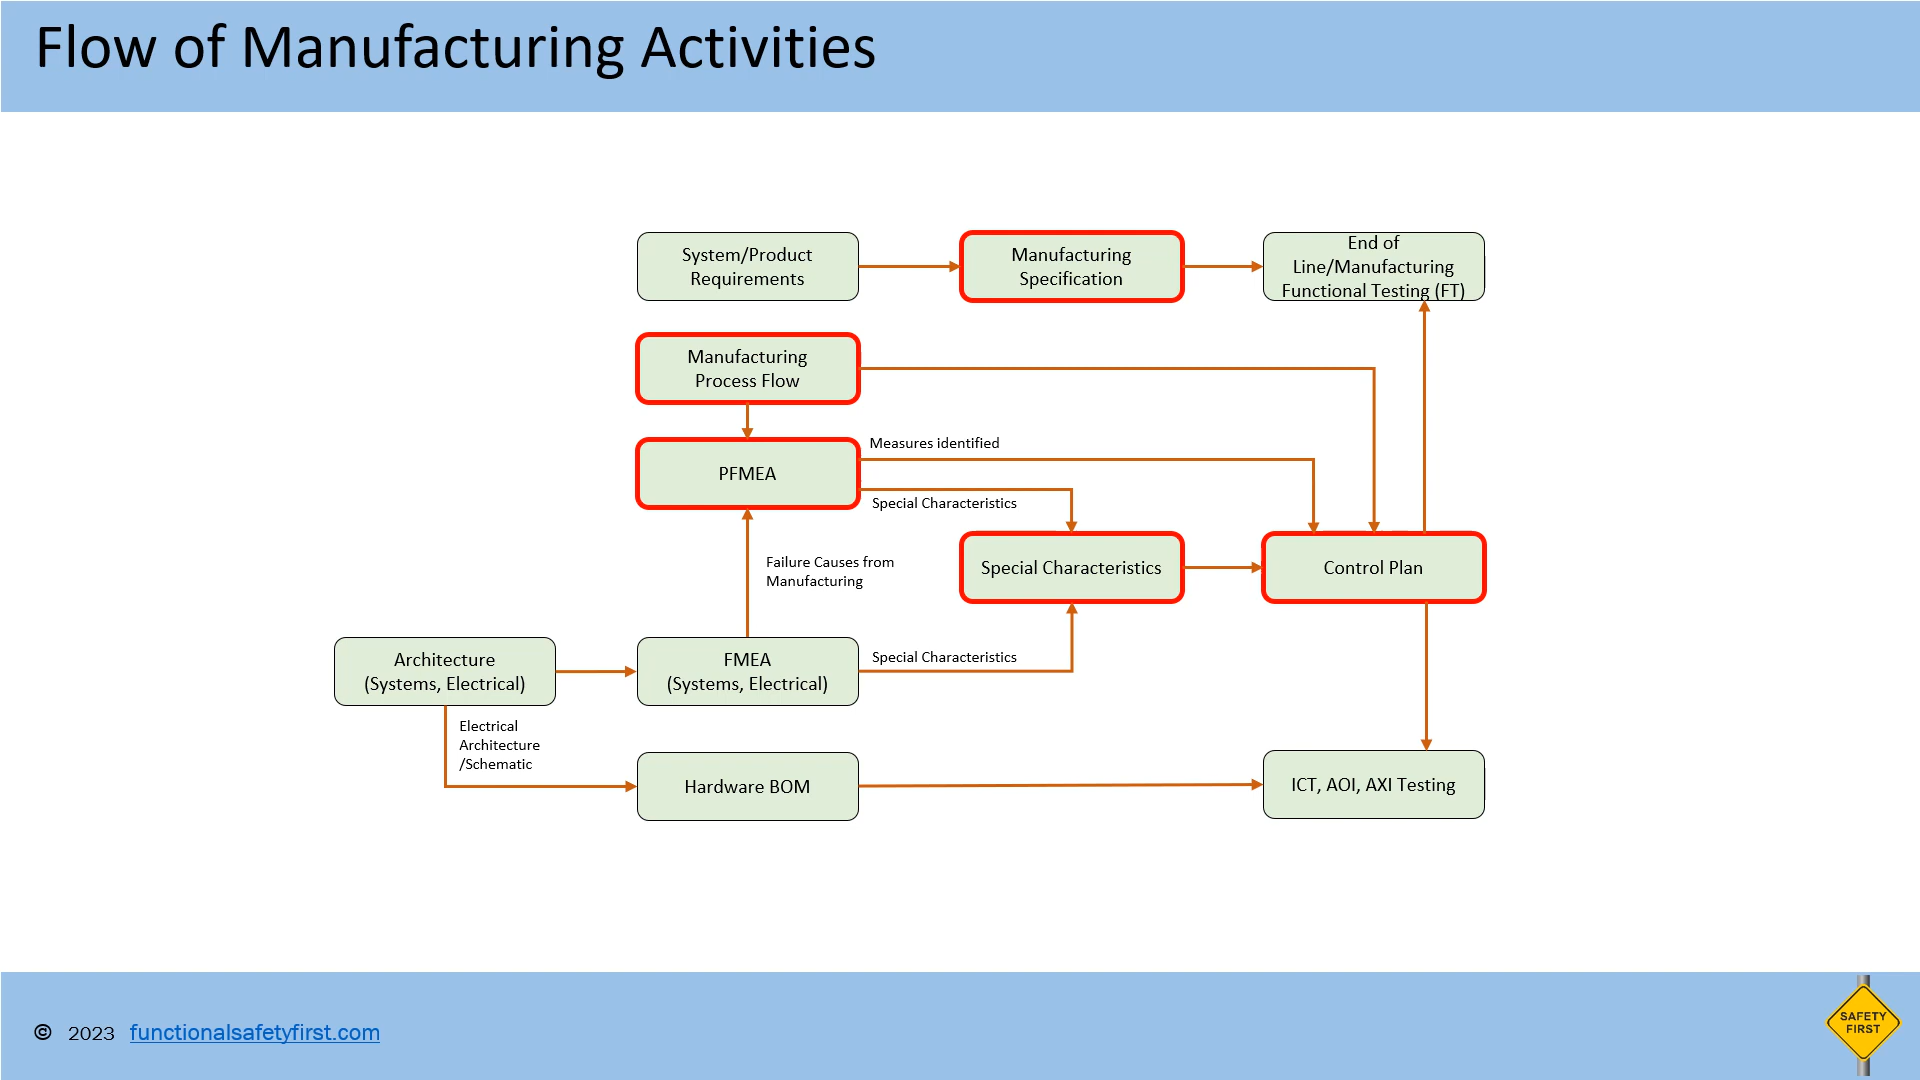 Flow of Manufacturing Activities
System/Product
Requirements
Manufacturing
Specification
End of
Line/Manufacturing
Functional Testing (FT)
Manufacturing
Process Flow
PFMEA
Measures identified
Special Characteristics
Failure Causes from
Manufacturing
Special Characteristics
Control Plan
Architecture
(Systems, Electrical)
FMEA
(Systems, Electrical)
Special Characteristics
Electrical
Architecture
/Schematic
Hardware BOM
ICT, AOI, AXI Testing
© 2023 functionalsafetyfirst.com
SAFETY
FIRST